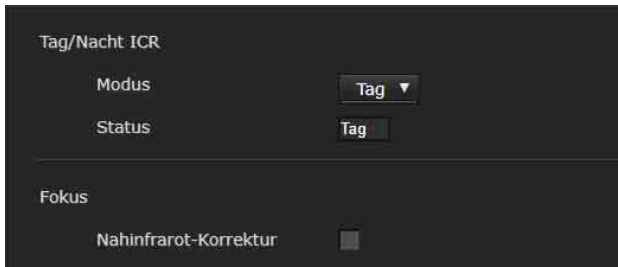 Tag/Nacht ICR
Modus Tag
Status Tag
Fokus
Nahinfrarot-Korrektur